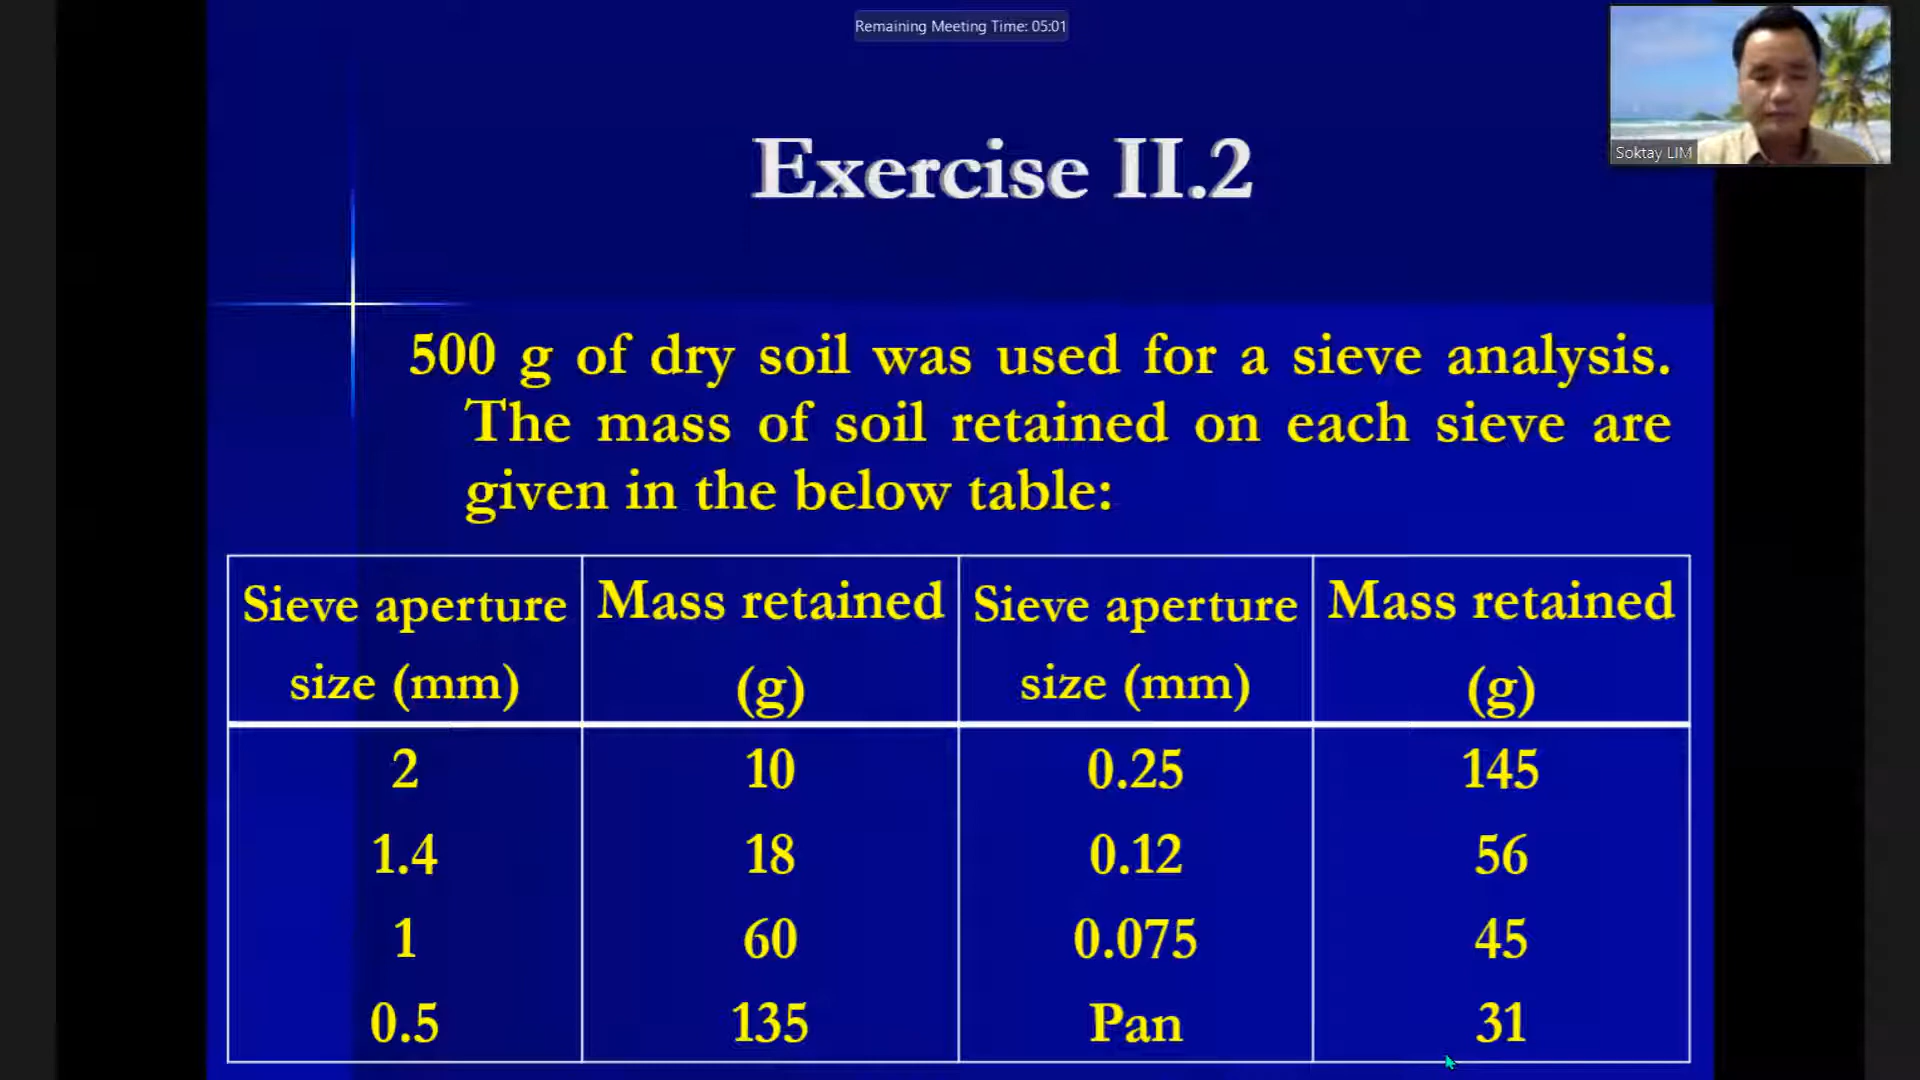 Remaining Meeting Time: 05:01
Soktay LIM
Exercise II.2
500 g of dry soil was used for a sieve analysis.
The mass of soil retained on each sieve are
given in the below table:
Sieve aperture size (mm) Mass retained (g) Sieve aperture size (mm) Mass retained (g)
2 10 0.25 145
1.4 18 0.12 56
1 60 0.075 45
0.5 135 Pan 31